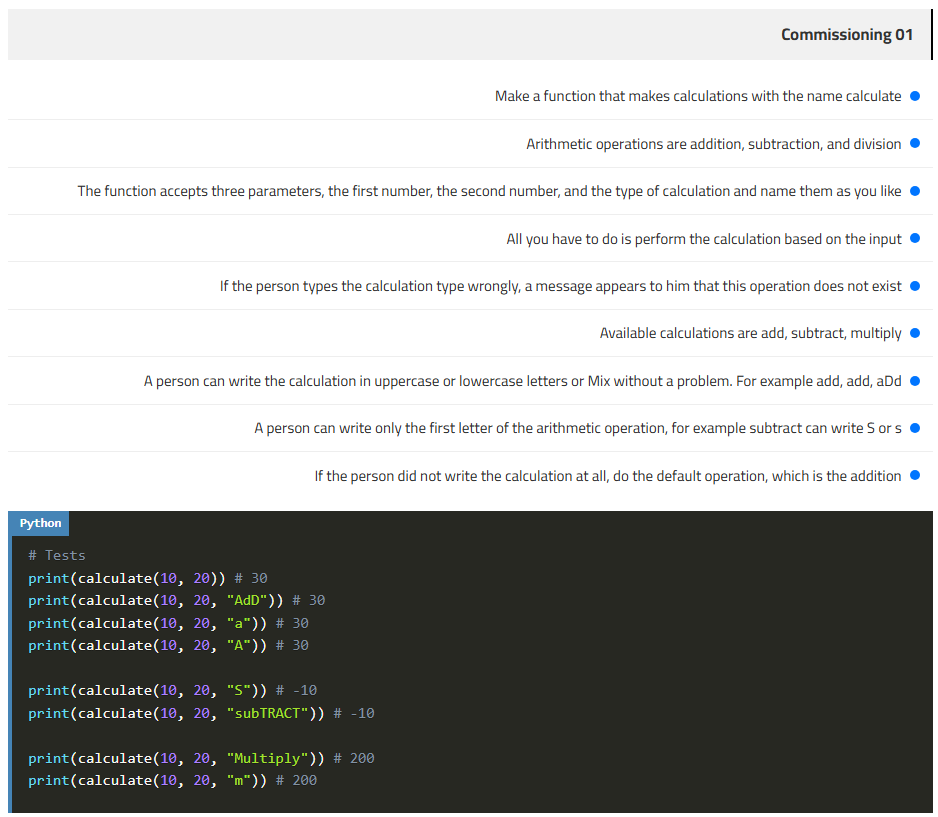 Commissioning 01
Make a function that makes calculations with the name calculate
Arithmetic operations are addition, subtraction, and division
The function accepts three parameters, the first number, the second number, and the type of calculation and name them as you like
All you have to do is perform the calculation based on the input
If the person types the calculation type wrongly, a message appears to him that this operation does not exist
Available calculations are add, subtract, multiply
A person can write the calculation in uppercase or lowercase letters or Mix without a problem. For example add, add, aDd
A person can write only the first letter of the arithmetic operation, for example subtract can write S or s
If the person did not write the calculation at all, do the default operation, which is the addition
Python
# Tests
print(calculate(10, 20)) # 30
print(calculate(10, 20, "AdD")) # 30
print(calculate(10, 20, "a")) # 30
print(calculate(10, 20, "A")) # 30
print(calculate(10, 20, "S")) # -10
print(calculate(10, 20, "subTRACT")) # -10
print(calculate(10, 20, "Multiply")) # 200
print(calculate(10, 20, "m")) # 200